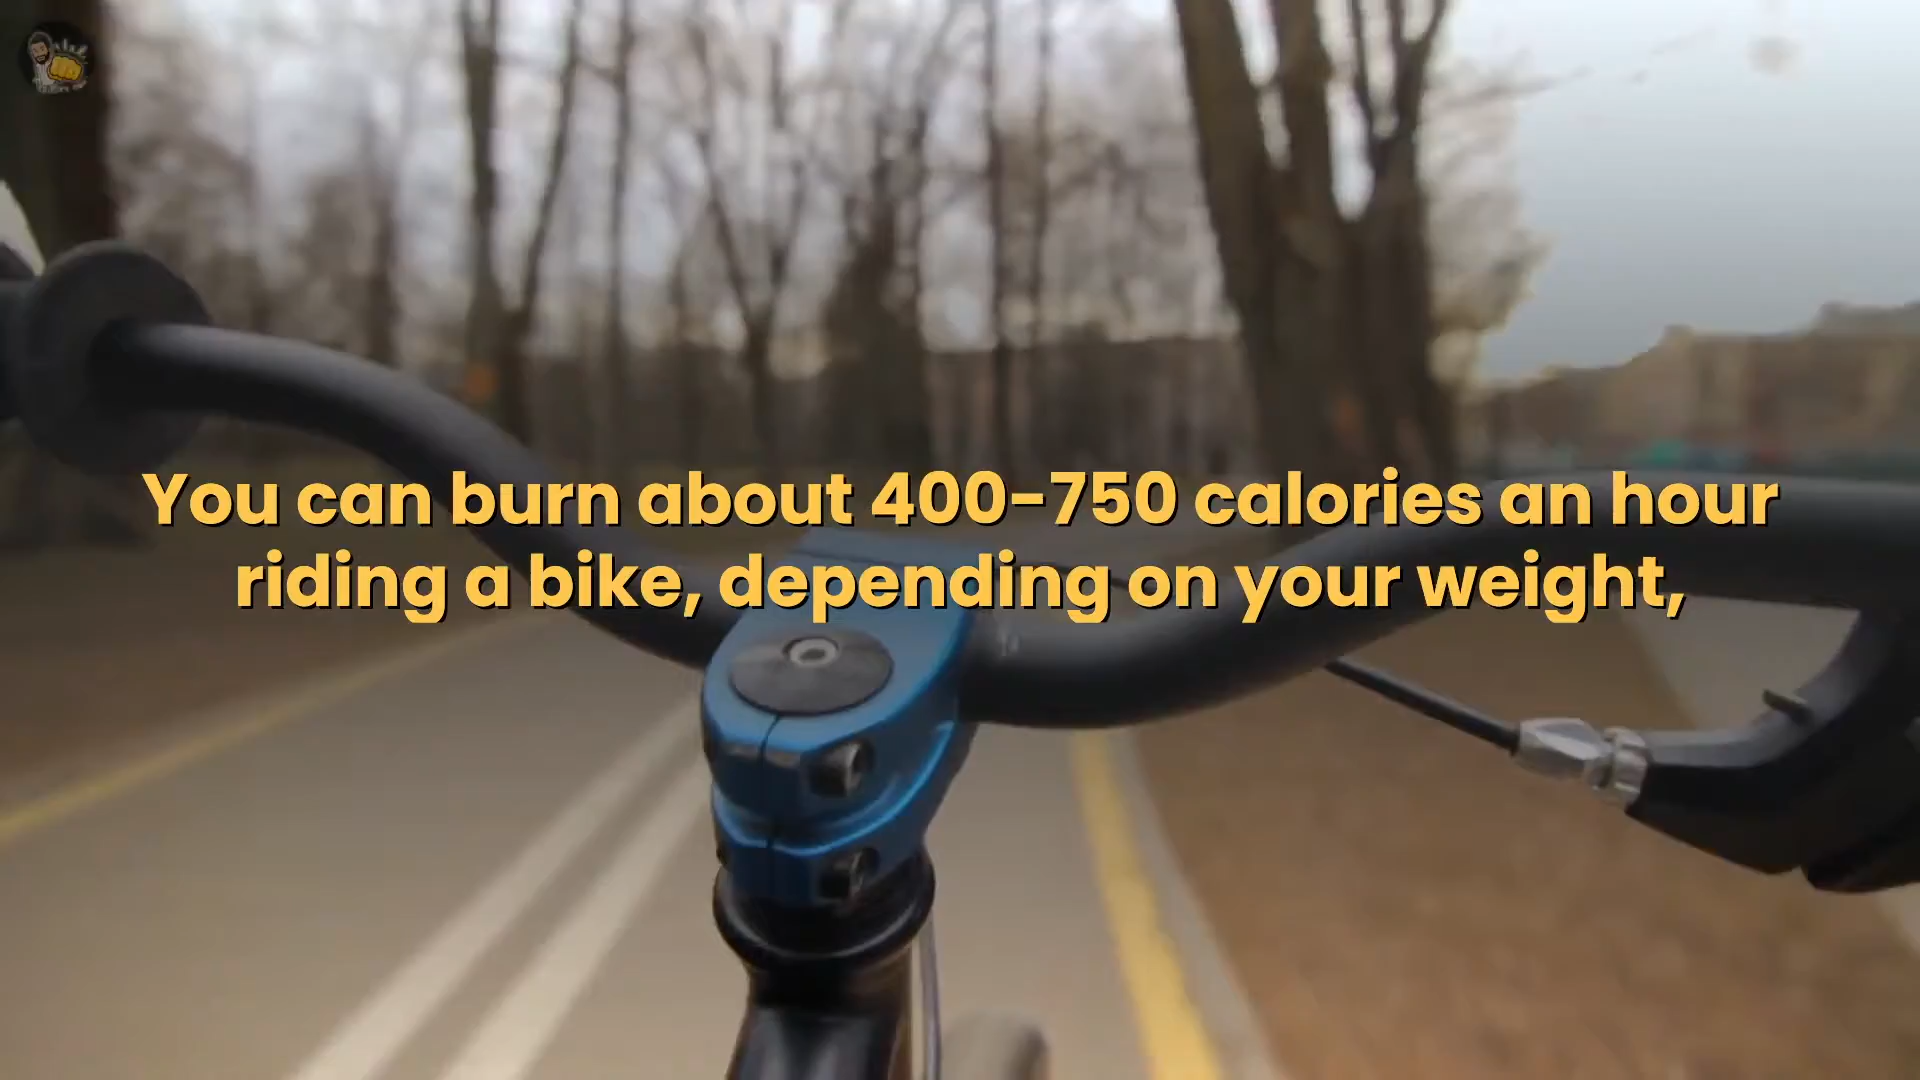 You can burn about 400-750 calories an hour
riding a bike, depending on your weight,